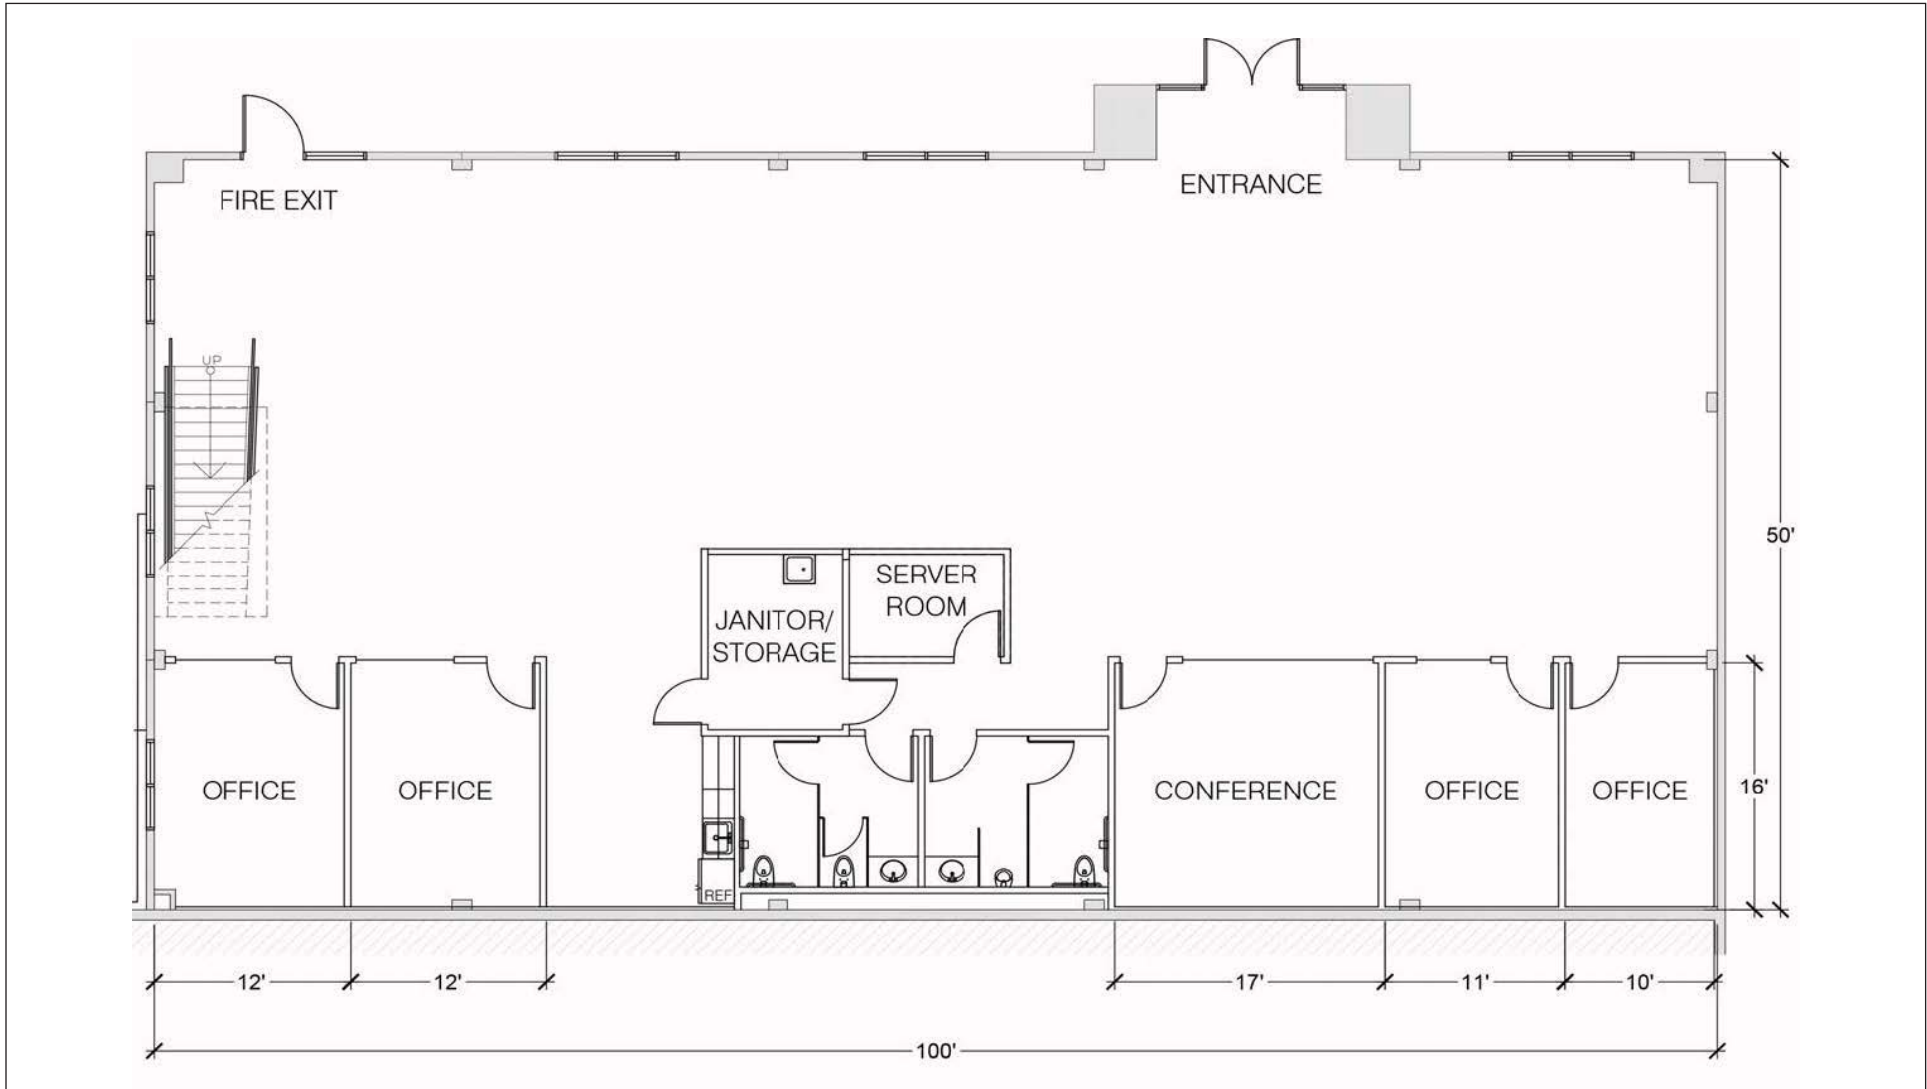 ENTRANCE
FIRE EXIT
UP
50'
SERVER
ROOM
JANITOR/
STORAGE
OFFICE
OFFICE
CONFERENCE
OFFICE
OFFICE
16'
REF
12'
12'
17'
11'
10'
100'